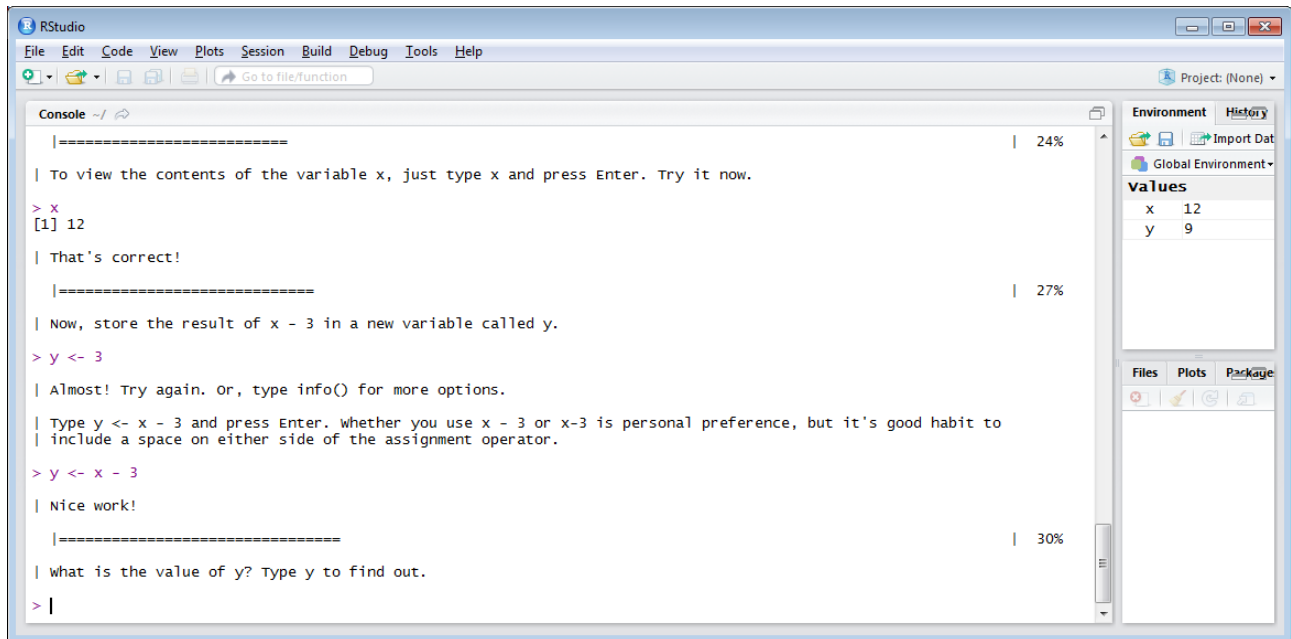 RStudio
File Edit Code View Plots Session Build Debug Tools Help
Go to file/function
Project: (None)
Console ~/
|========================== | 24%
| To view the contents of the variable x, just type x and press Enter. Try it now.
> x
[1] 12
| That's correct!
|============================= | 27%
| Now, store the result of x - 3 in a new variable called y.
> y <- 3
| Almost! Try again. Or, type info() for more options.
| Type y <- x - 3 and press Enter. Whether you use x - 3 or x-3 is personal preference, but it's good habit to
| include a space on either side of the assignment operator.
> y <- x - 3
| Nice work!
|================================ | 30%
| What is the value of y? Type y to find out.
>
Environment History
Import Dat
Global Environment
Values
x 12
y 9
Files Plots Package